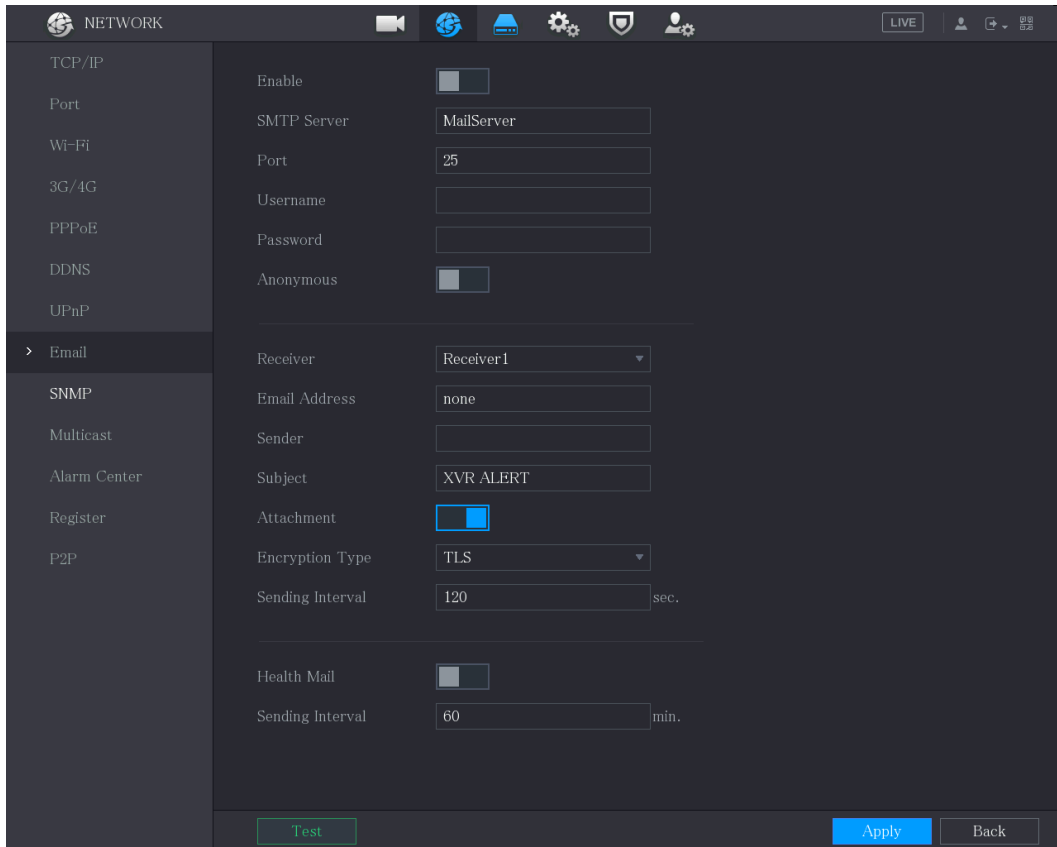 NETWORK
LIVE
TCP/IP
Port
Wi-Fi
3G/4G
PPPoE
DDNS
UPnP
Email
SNMP
Multicast
Alarm Center
Register
P2P
Enable
SMTP Server MailServer
Port 25
Username
Password
Anonymous
Receiver Receiver1
Email Address none
Sender
Subject XVR ALERT
Attachment
Encryption Type TLS
Sending Interval 120 sec.
Health Mail
Sending Interval 60 min.
Test Apply Back